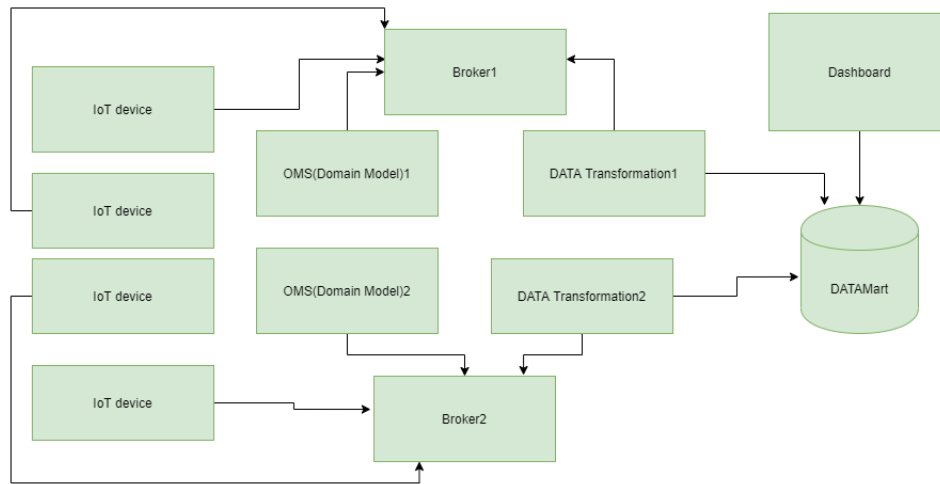 Broker1
Dashboard
IoT device
OMS(Domain Model)1
DATA Transformation1
IoT device
IoT device
OMS(Domain Model)2
DATA Transformation2
DATAMart
IoT device
Broker2